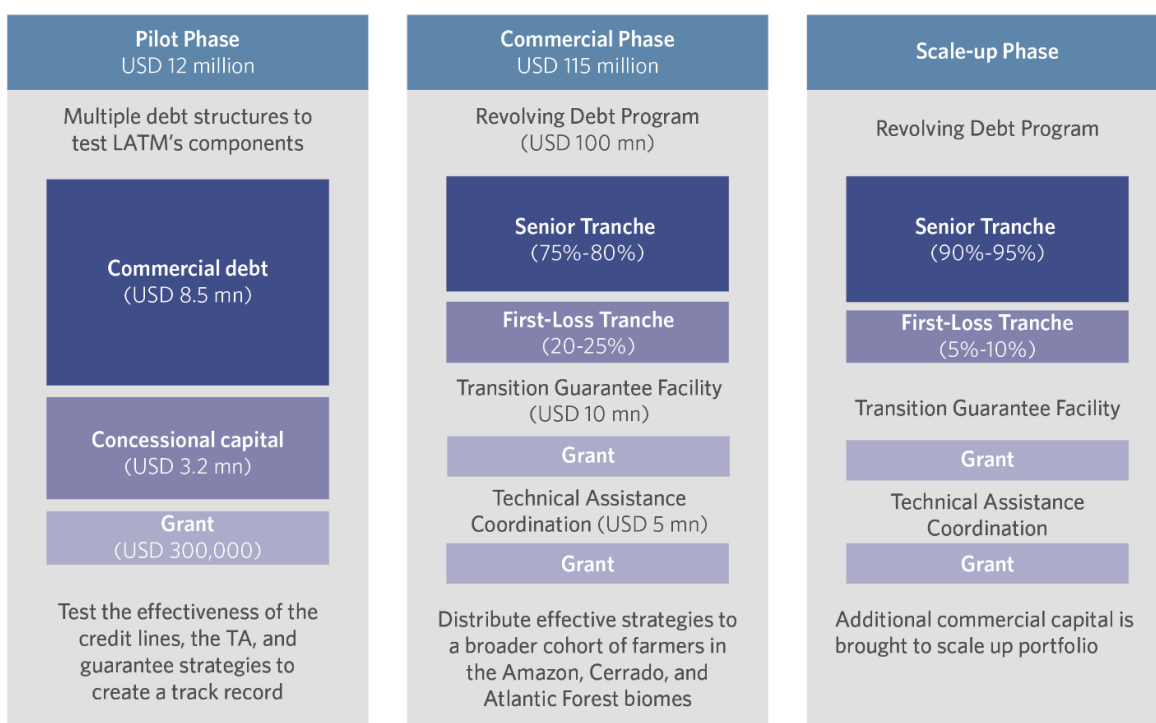 Pilot Phase
USD 12 million
Multiple debt structures to
test LATM's components
Commercial debt
(USD 8.5 mn)
Concessional capital
(USD 3.2 mn)
Grant
(USD 300,000)
Test the effectiveness of the
credit lines, the TA, and
guarantee strategies to
create a track record
Commercial Phase
USD 115 million
Revolving Debt Program
(USD 100 mn)
Senior Tranche
(75%-80%)
First-Loss Tranche
(20-25%)
Transition Guarantee Facility
(USD 10 mn)
Grant
Technical Assistance
Coordination (USD 5 mn)
Grant
Distribute effective strategies to
a broader cohort of farmers in
the Amazon, Cerrado, and
Atlantic Forest biomes
Scale-up Phase
Revolving Debt Program
Senior Tranche
(90%-95%)
First-Loss Tranche
(5%-10%)
Transition Guarantee Facility
Grant
Technical Assistance
Coordination
Grant
Additional commercial capital is
brought to scale up portfolio